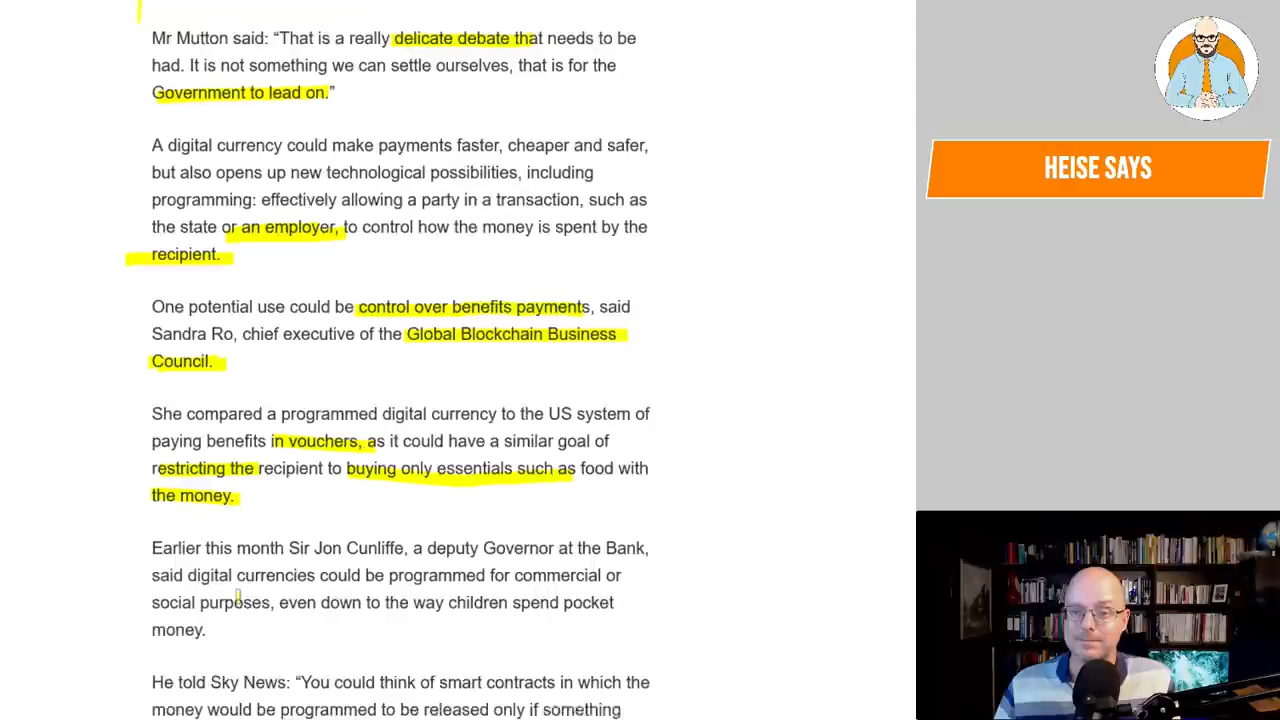 Mr Mutton said: “That is a really delicate debate that needs to be
had. It is not something we can settle ourselves, that is for the
Government to lead on.”
A digital currency could make payments faster, cheaper and safer,
but also opens up new technological possibilities, including
programming: effectively allowing a party in a transaction, such as
the state or an employer, to control how the money is spent by the
recipient.
One potential use could be control over benefits payments, said
Sandra Ro, chief executive of the Global Blockchain Business
Council.
She compared a programmed digital currency to the US system of
paying benefits in vouchers, as it could have a similar goal of
restricting the recipient to buying only essentials such as food with
the money.
Earlier this month Sir Jon Cunliffe, a deputy Governor at the Bank,
said digital currencies could be programmed for commercial or
social purposes, even down to the way children spend pocket
money.
He told Sky News: “You could think of smart contracts in which the
money would be programmed to be released only if something
HEISE SAYS